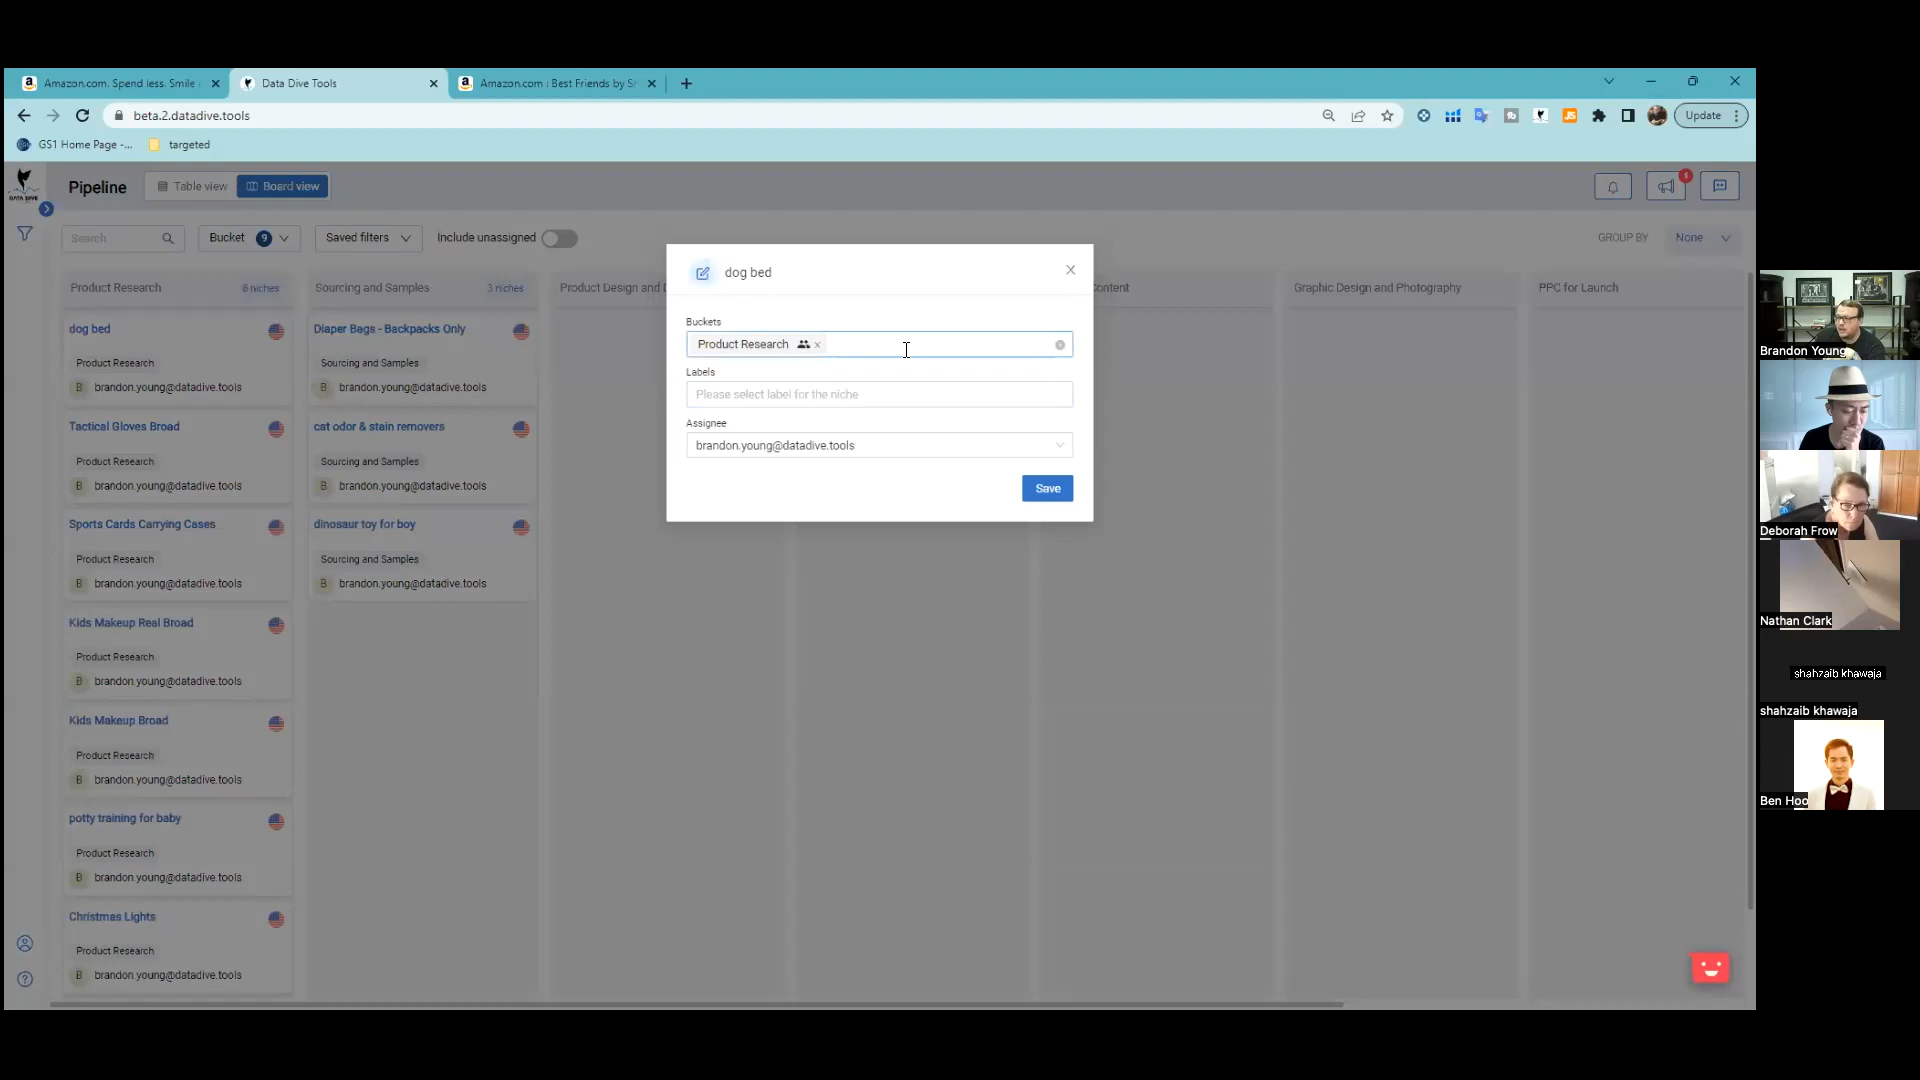 Amazon.com. Spend less. Smile
Data Dive Tools
Amazon.com : Best Friends by Sh
beta.2.datadive.tools
Update
GS1 Home Page -...
targeted
DATA DIVE
Pipeline
Table view
Board view
1
Search
Bucket 9
Saved filters
Include unassigned
GROUP BY
None
Product Research
8 niches
Sourcing and Samples
3 niches
Product Design and D
Content
Graphic Design and Photography
PPC for Launch
dog bed
Product Research
B brandon.young@datadive.tools
Tactical Gloves Broad
Product Research
B brandon.young@datadive.tools
Sports Cards Carrying Cases
Product Research
B brandon.young@datadive.tools
Kids Makeup Real Broad
Product Research
B brandon.young@datadive.tools
Kids Makeup Broad
Product Research
B brandon.young@datadive.tools
potty training for baby
Product Research
B brandon.young@datadive.tools
Christmas Lights
Product Research
B brandon.young@datadive.tools
Diaper Bags - Backpacks Only
Sourcing and Samples
B brandon.young@datadive.tools
cat odor & stain removers
Sourcing and Samples
B brandon.young@datadive.tools
dinosaur toy for boy
Sourcing and Samples
B brandon.young@datadive.tools
dog bed
Buckets
Product Research
Labels
Please select label for the niche
Assignee
brandon.young@datadive.tools
Save
Brandon Young
Deborah Frow
Nathan Clark
shahzaib khawaja
shahzaib khawaja
Ben Hoo